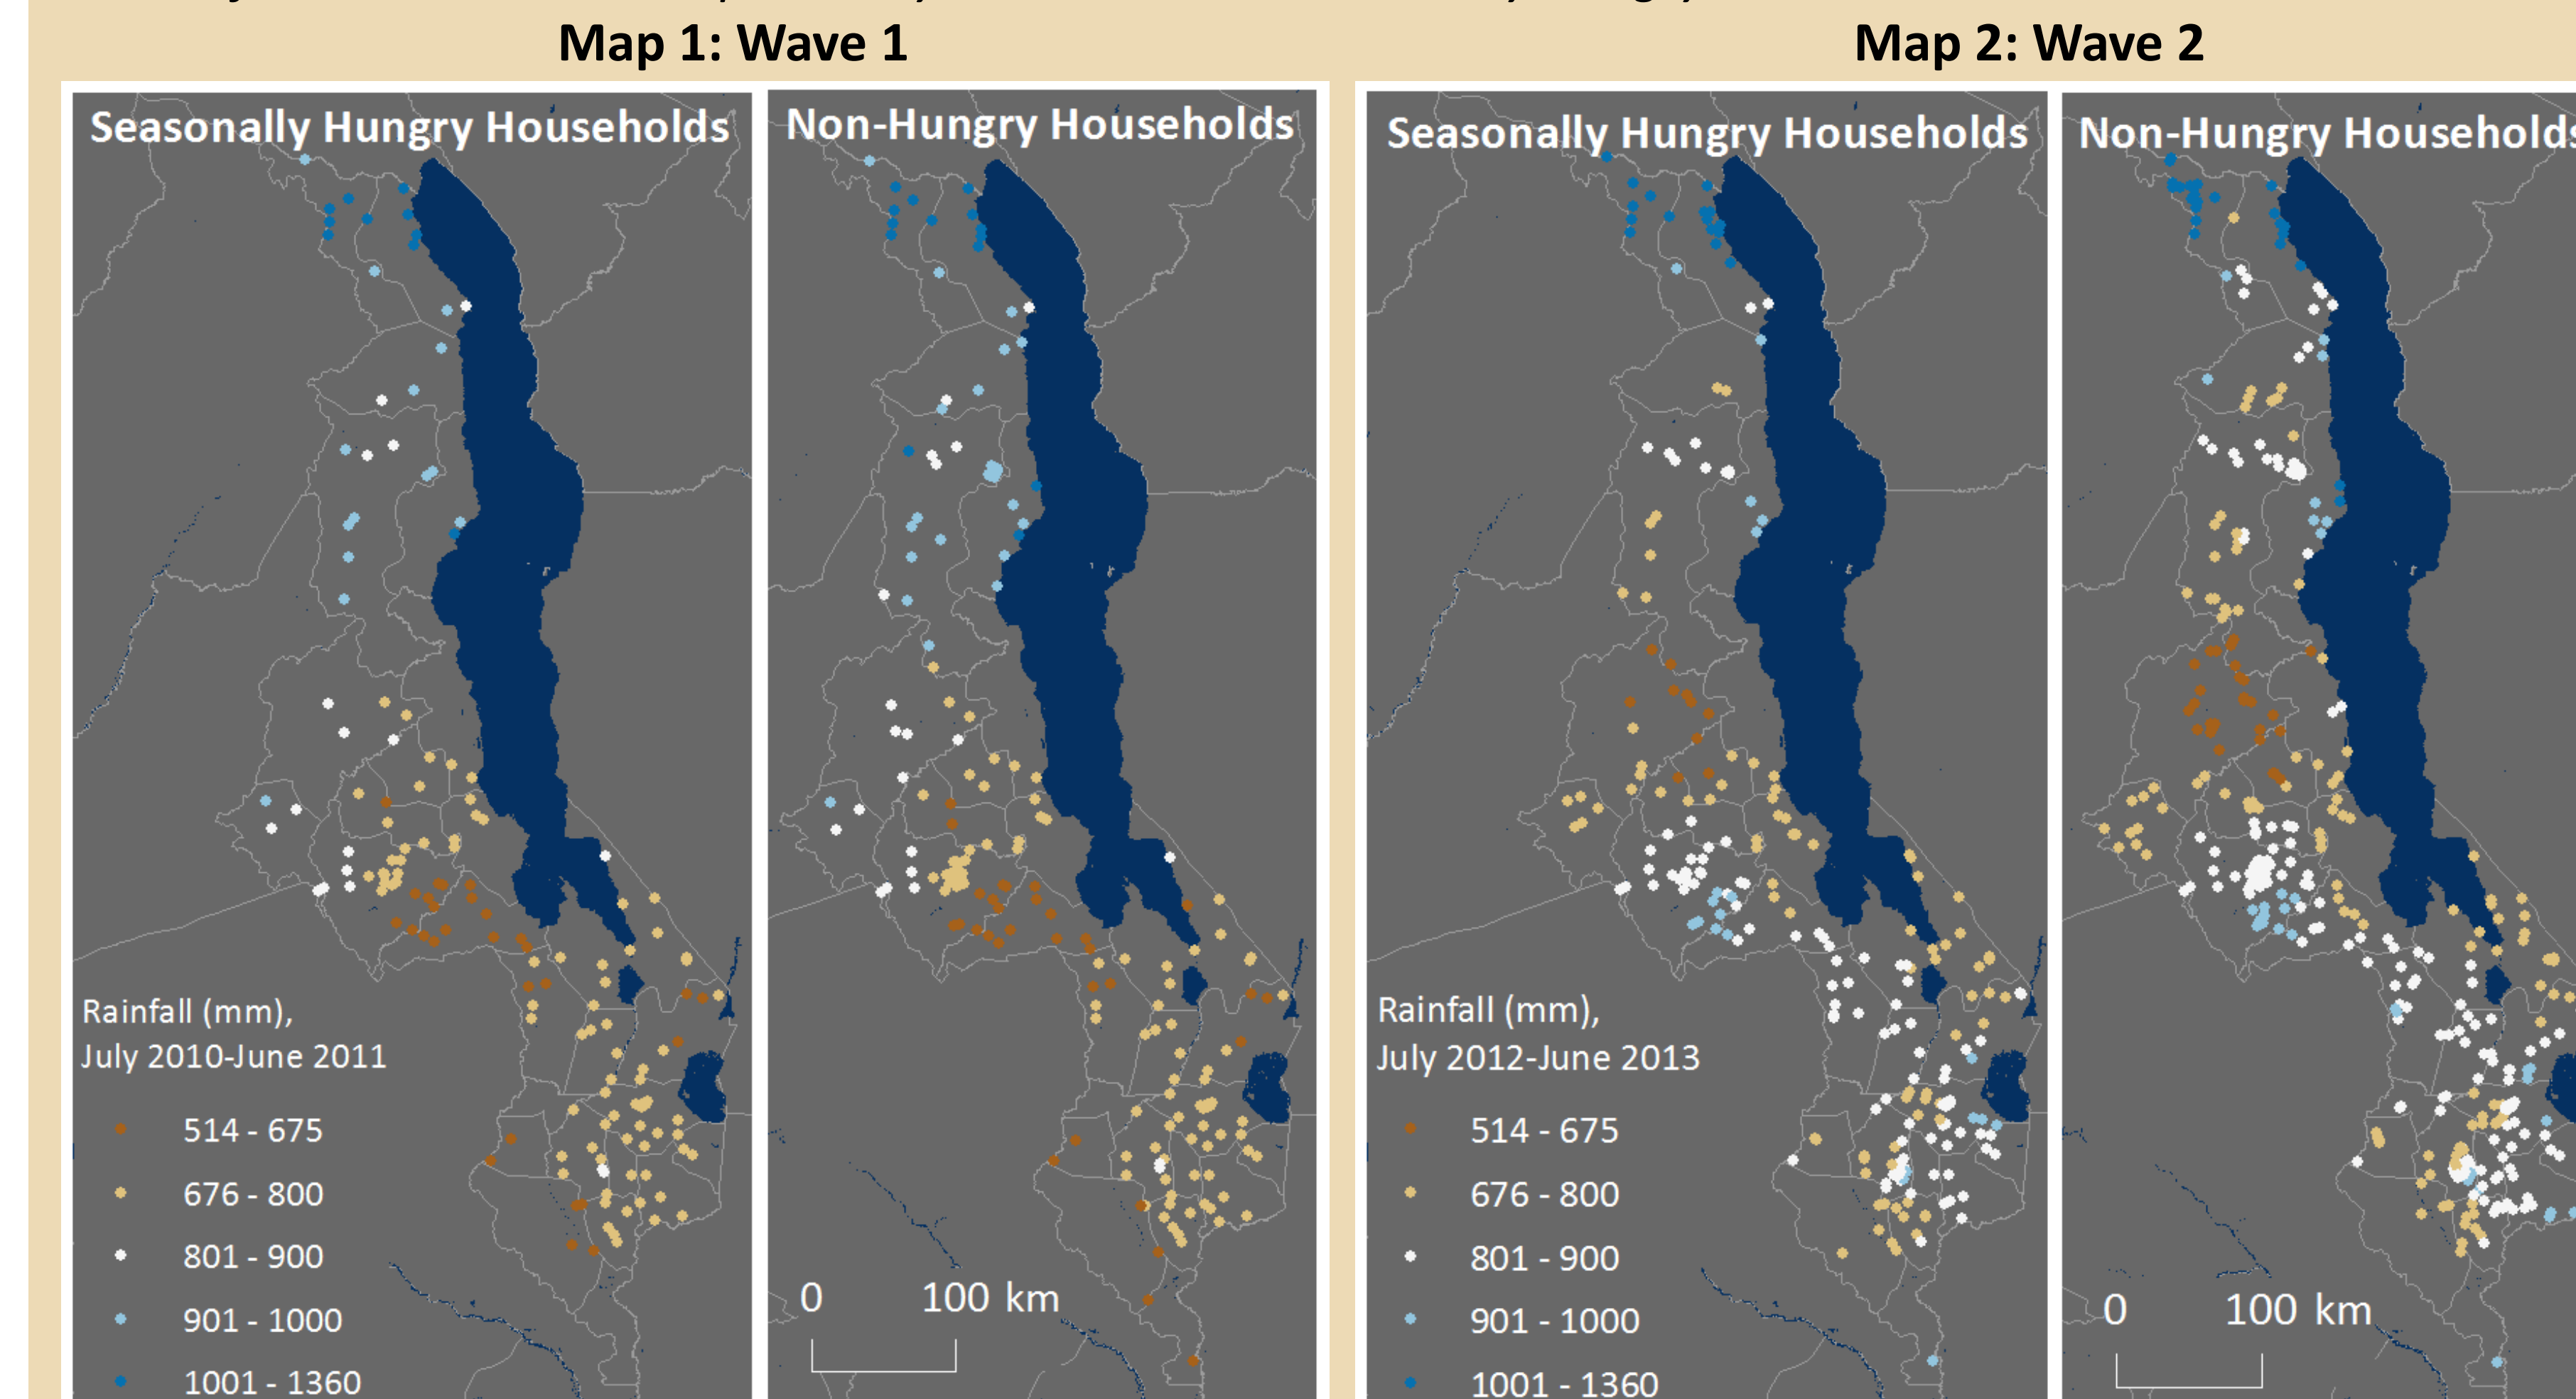 Map 1: Wave 1
Map 2: Wave 2
Seasonally Hungry Households
Non-Hungry Households
Seasonally Hungry Households
Non-Hungry Households
Rainfall (mm),
July 2010-June 2011
514 - 675
676 - 800
801 - 900
901 - 1000
1001 - 1360
0 100 km
Rainfall (mm),
July 2012-June 2013
514 - 675
676 - 800
801 - 900
901 - 1000
1001 - 1360
0 100 km